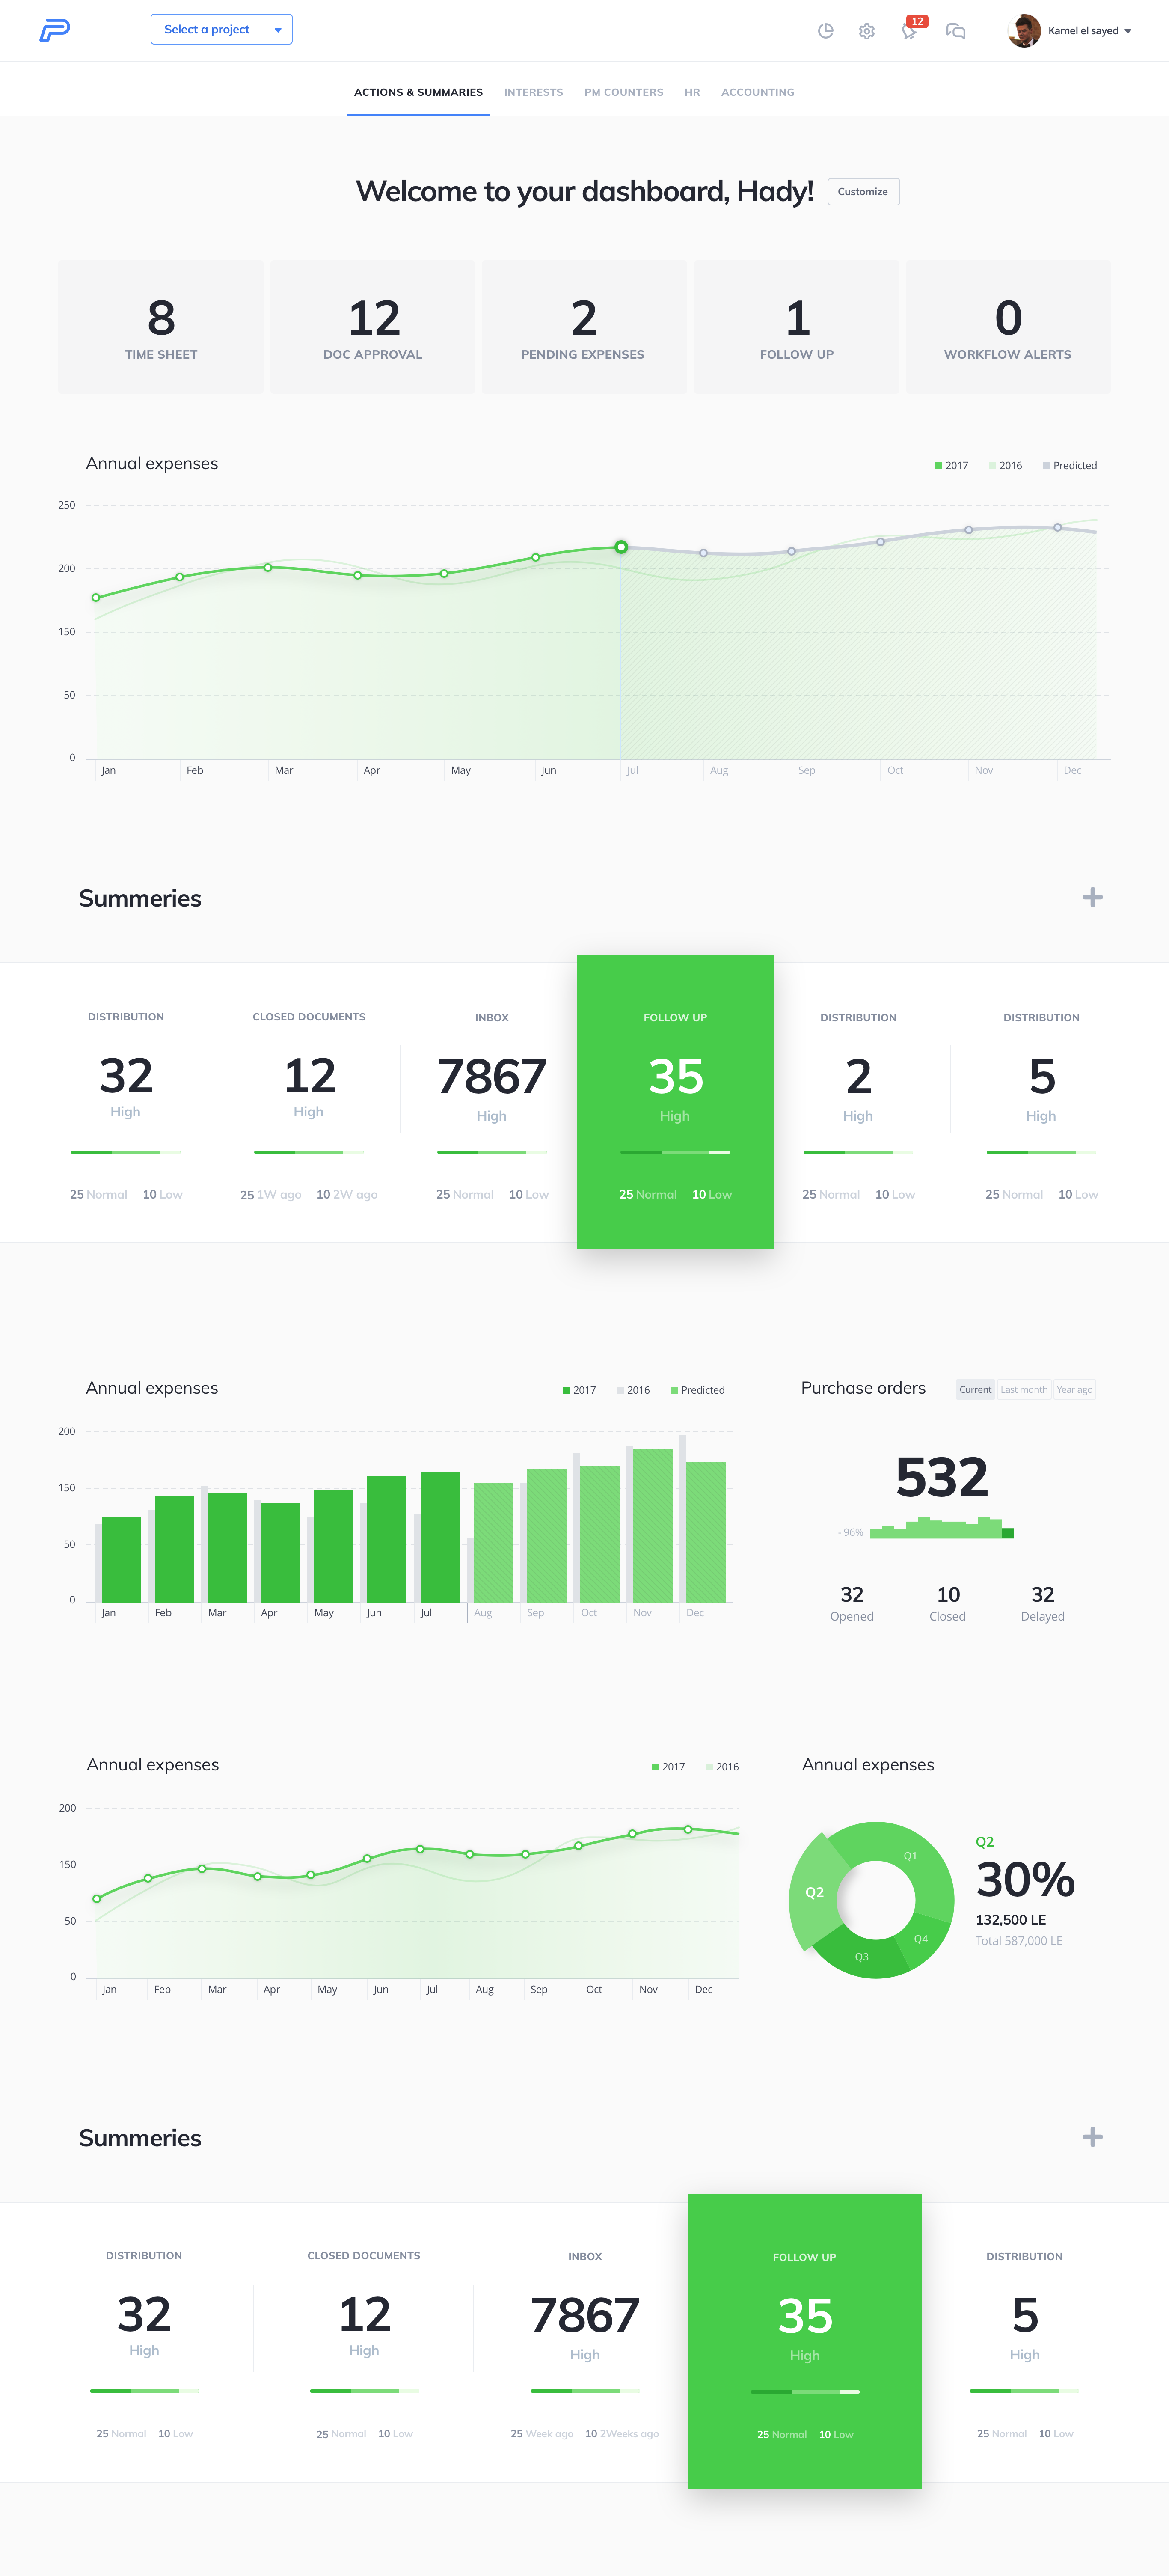 Select a project
12
Kamel el sayed
ACTIONS & SUMMARIES INTERESTS PM COUNTERS HR ACCOUNTING
Welcome to your dashboard, Hady! Customize
8 12 2 1 0
TIME SHEET DOC APPROVAL PENDING EXPENSES FOLLOW UP WORKFLOW ALERTS
Annual expenses 2017 2016 Predicted
250
200
150
50
0
Jan Feb Mar Apr May Jun Jul Aug Sep Oct Nov Dec
Summeries
DISTRIBUTION CLOSED DOCUMENTS INBOX FOLLOW UP DISTRIBUTION DISTRIBUTION
32 12 7867 35 2 5
High High High High High High
25 Normal 10 Low 25 1W ago 10 2W ago 25 Normal 10 Low 25 Normal 10 Low 25 Normal 10 Low 25 Normal 10 Low
Annual expenses 2017 2016 Predicted
200
150
50
0
Jan Feb Mar Apr May Jun Jul Aug Sep Oct Nov Dec
Purchase orders Current Last month Year ago
532
- 96%
32 10 32
Opened Closed Delayed
Annual expenses 2017 2016
200
150
50
0
Jan Feb Mar Apr May Jun Jul Aug Sep Oct Nov Dec
Annual expenses
Q1
Q2
Q4
Q3
Q2
30%
132,500 LE
Total 587,000 LE
Summeries
DISTRIBUTION CLOSED DOCUMENTS INBOX FOLLOW UP DISTRIBUTION
32 12 7867 35 5
High High High High High
25 Normal 10 Low 25 Normal 10 Low 25 Week ago 10 2Weeks ago 25 Normal 10 Low 25 Normal 10 Low